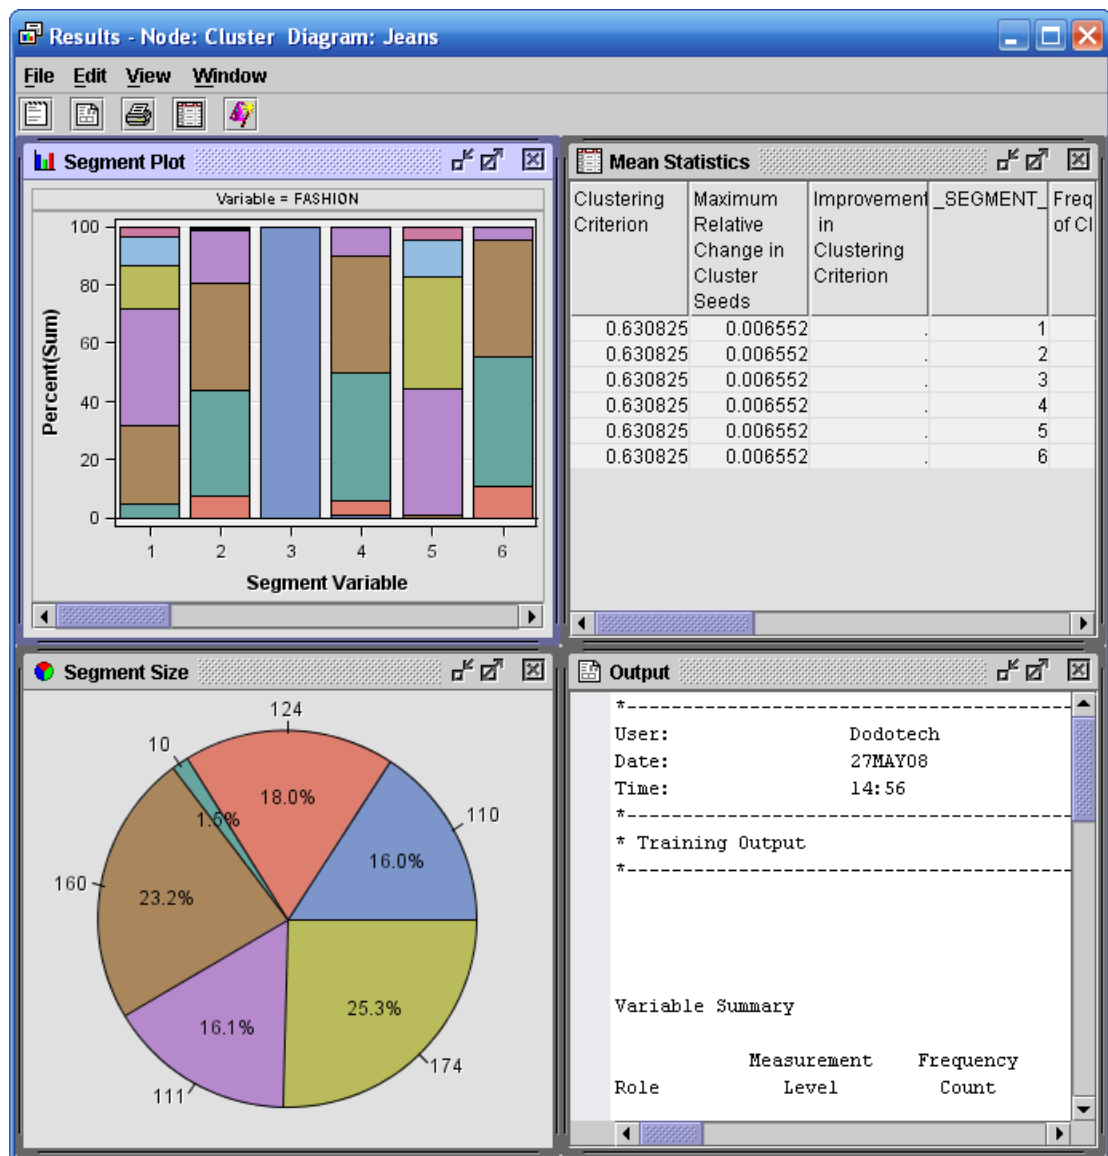 Results - Node: Cluster Diagram: Jeans
File Edit View Window
Segment Plot
Variable = FASHION
100
80
60
40
20
0
Percent(Sum)
1 2 3 4 5 6
Segment Variable
Mean Statistics
Clustering Criterion
Maximum Relative Change in Cluster Seeds
Improvement in Clustering Criterion
_SEGMENT_
Freq of Cl
0.630825 0.006552 . 1
0.630825 0.006552 . 2
0.630825 0.006552 . 3
0.630825 0.006552 . 4
0.630825 0.006552 . 5
0.630825 0.006552 . 6
Segment Size
124
10
18.0%
1.5%
110
16.0%
160
23.2%
25.3%
16.1%
174
111
Output
*-----------------------------------------
User: Dodotech
Date: 27MAY08
Time: 14:56
*-----------------------------------------
* Training Output
*-----------------------------------------
Variable Summary
Measurement Frequency
Role Level Count